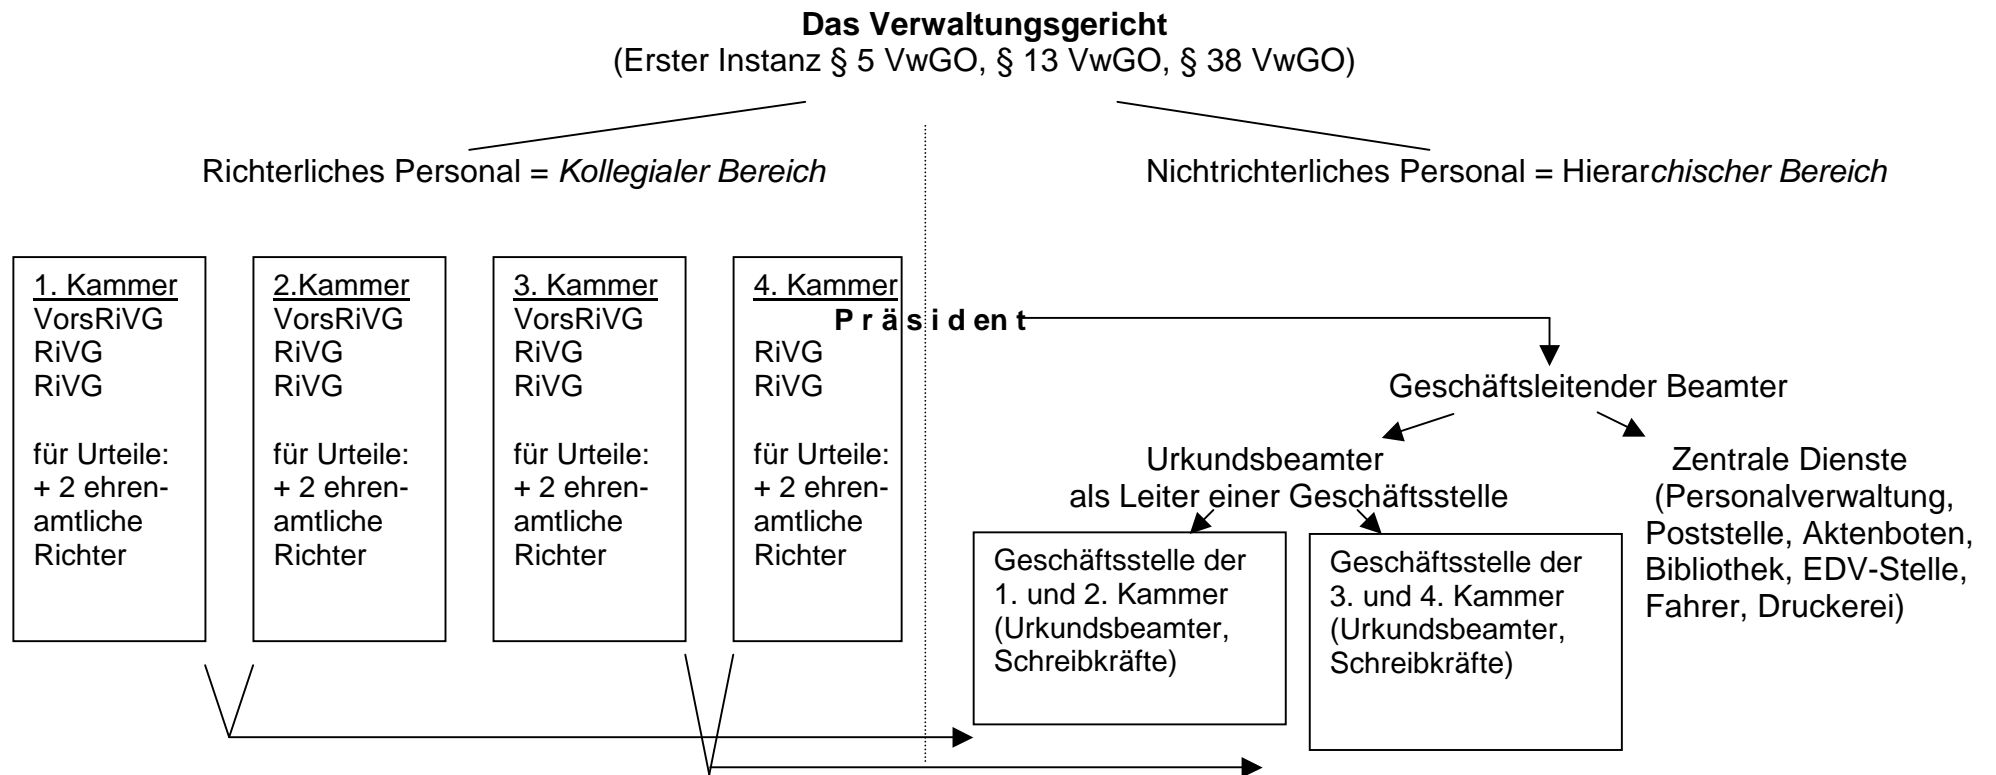 Das Verwaltungsgericht
(Erster Instanz § 5 VwGO, § 13 VwGO, § 38 VwGO)
Richterliches Personal = Kollegialer Bereich
Nichtrichterliches Personal = Hierarchischer Bereich
1. Kammer
VorsRiVG
RiVG
RiVG
für Urteile:
+ 2 ehren-
amtliche
Richter
2.Kammer
VorsRiVG
RiVG
RiVG
für Urteile:
+ 2 ehren-
amtliche
Richter
3. Kammer
VorsRiVG
RiVG
RiVG
für Urteile:
+ 2 ehren-
amtliche
Richter
4. Kammer
P r ä s i d en t
RiVG
RiVG
für Urteile:
+ 2 ehren-
amtliche
Richter
Geschäftsleitender Beamter
Urkundsbeamter
als Leiter einer Geschäftsstelle
Zentrale Dienste
(Personalverwaltung,
Poststelle, Aktenboten,
Bibliothek, EDV-Stelle,
Fahrer, Druckerei)
Geschäftsstelle der
1. und 2. Kammer
(Urkundsbeamter,
Schreibkräfte)
Geschäftsstelle der
3. und 4. Kammer
(Urkundsbeamter,
Schreibkräfte)